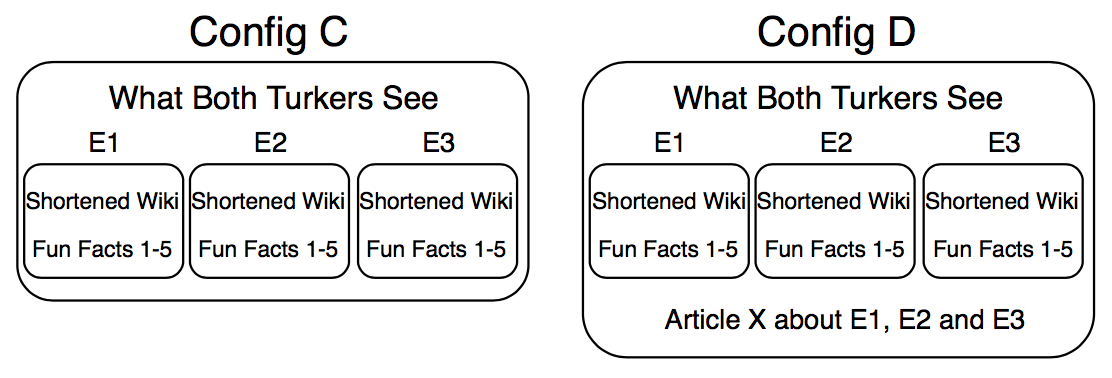 Config C
What Both Turkers See
E1 E2 E3
Shortened Wiki Shortened Wiki Shortened Wiki
Fun Facts 1-5 Fun Facts 1-5 Fun Facts 1-5
Config D
What Both Turkers See
E1 E2 E3
Shortened Wiki Shortened Wiki Shortened Wiki
Fun Facts 1-5 Fun Facts 1-5 Fun Facts 1-5
Article X about E1, E2 and E3